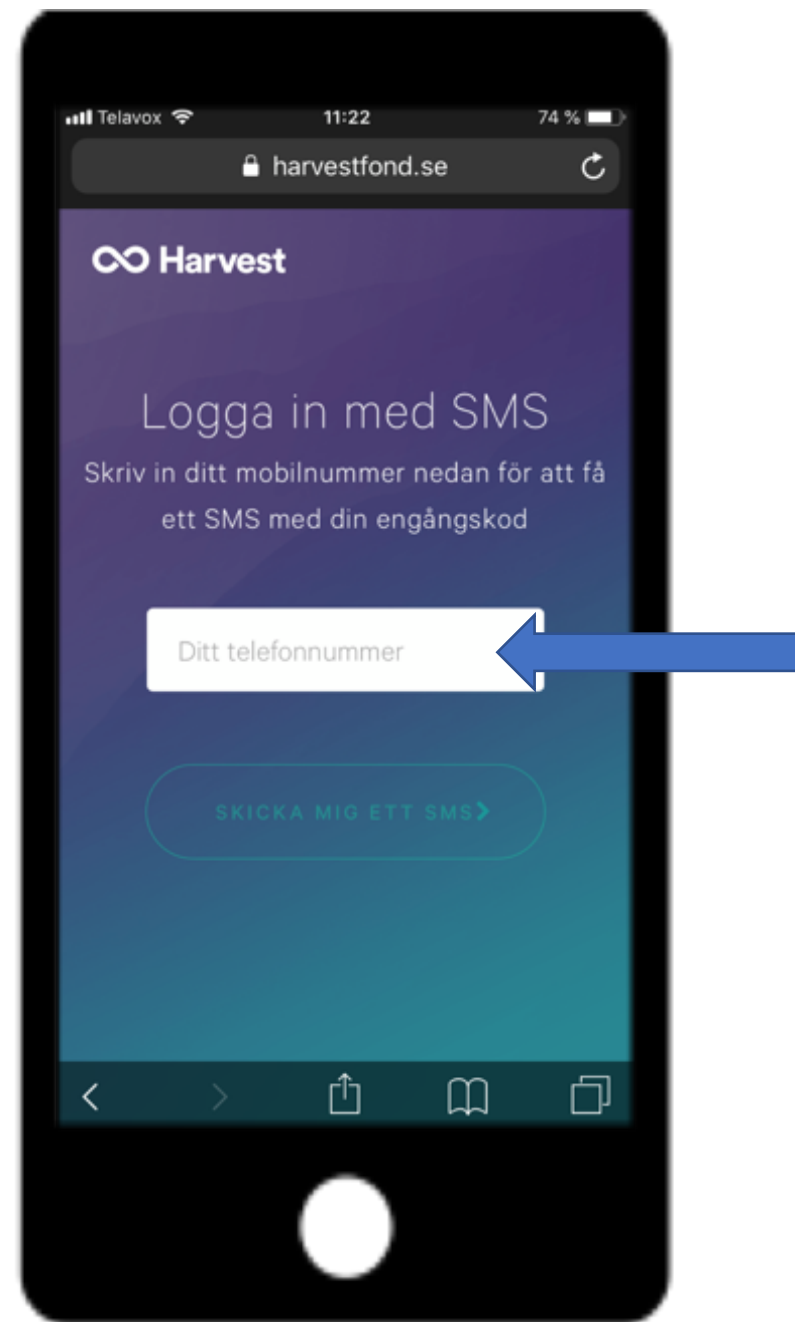 Telavox 11:22 74 %
harvestfond.se
Harvest
Logga in med SMS
Skriv in ditt mobilnummer nedan för att få
ett SMS med din engångskod
Ditt telefonnummer
SKICKA MIG ETT SMS